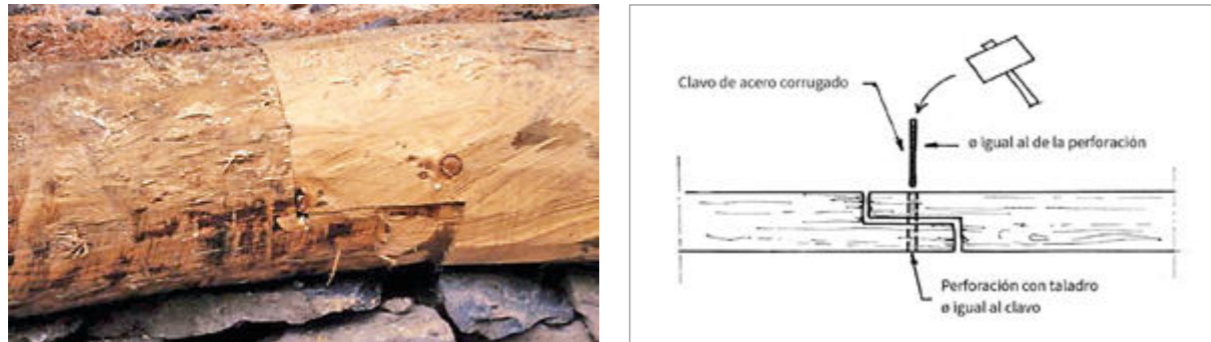 Clavo de acero corrugado
ø igual al de la perforación
Perforación con taladro
ø igual al clavo